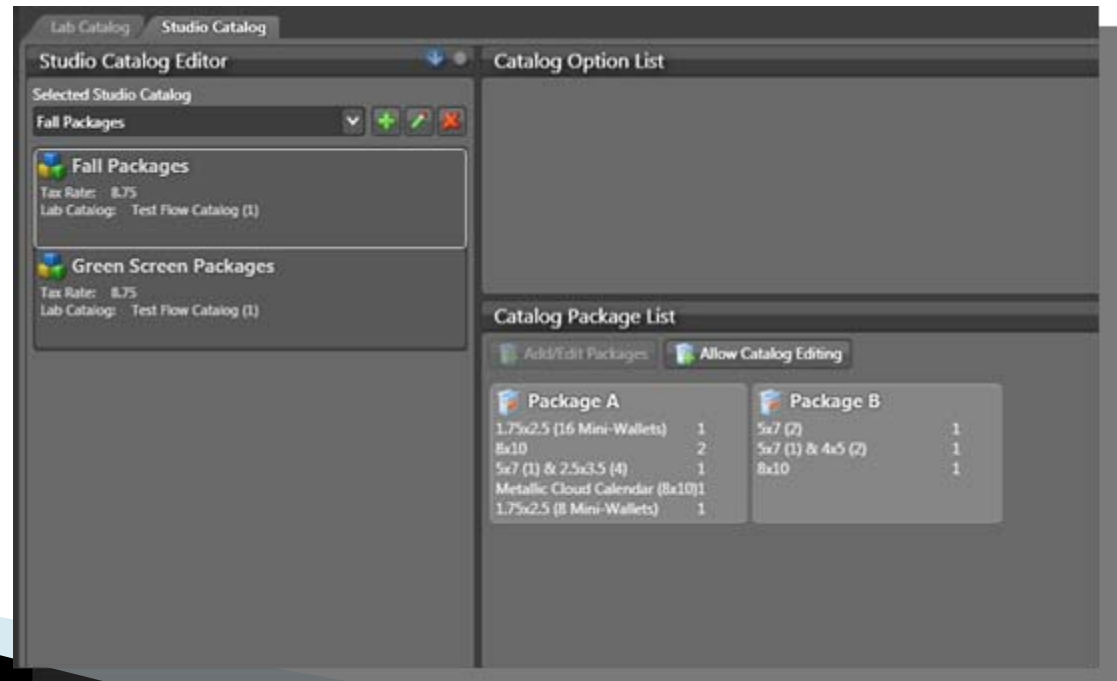 Lab Catalog Studio Catalog
Studio Catalog Editor
Selected Studio Catalog
Fall Packages
Fall Packages
Tax Rate: 8.75
Lab Catalog: Test Flow Catalog (1)
Green Screen Packages
Tax Rate: 8.75
Lab Catalog: Test Flow Catalog (1)
Catalog Option List
Catalog Package List
Add/Edit Packages Allow Catalog Editing
Package A
1.75x2.5 (16 Mini-Wallets) 1
8x10 2
5x7 (1) & 2.5x3.5 (4) 1
Metallic Cloud Calendar (8x10)1
1.75x2.5 (8 Mini-Wallets) 1
Package B
5x7 (2) 1
5x7 (1) & 4x5 (2) 1
8x10 1